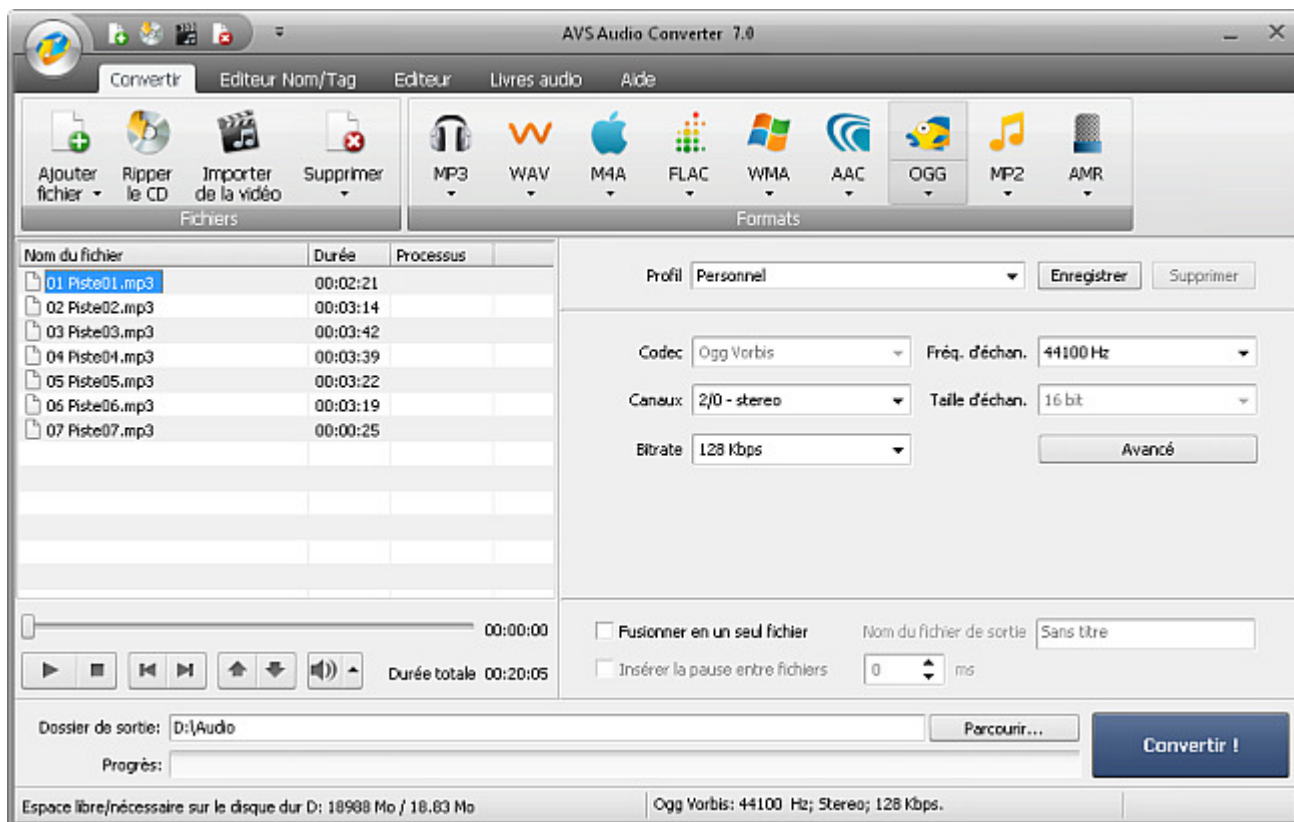 AVS Audio Converter 7.0
Convertir Editeur Nom/Tag Editeur Livres audio Aide
Ajouter fichier Ripper le CD Importer de la vidéo Supprimer MP3 WAV M4A FLAC WMA AAC OGG MP2 AMR
Fichiers Formats
Nom du fichier Durée Processus
01 Piste01.mp3 00:02:21
02 Piste02.mp3 00:03:14
03 Piste03.mp3 00:03:42
04 Piste04.mp3 00:03:39
05 Piste05.mp3 00:03:22
06 Piste06.mp3 00:03:19
07 Piste07.mp3 00:00:25
00:00:00
Durée totale 00:20:05
Profil Personnel Enregistrer Supprimer
Codec Ogg Vorbis Fréq. d'échan. 44100 Hz
Canaux 2/0 - stereo Taille d'échan. 16 bit
Bitrate 128 Kbps Avancé
Fusionner en un seul fichier Nom du fichier de sortie Sans titre
Insérer la pause entre fichiers 0 ms
Dossier de sortie: D:\Audio Parcourir...
Convertir !
Progrès:
Espace libre/nécessaire sur le disque dur D: 18988 Mo / 18.83 Mo Ogg Vorbis: 44100 Hz; Stereo; 128 Kbps.